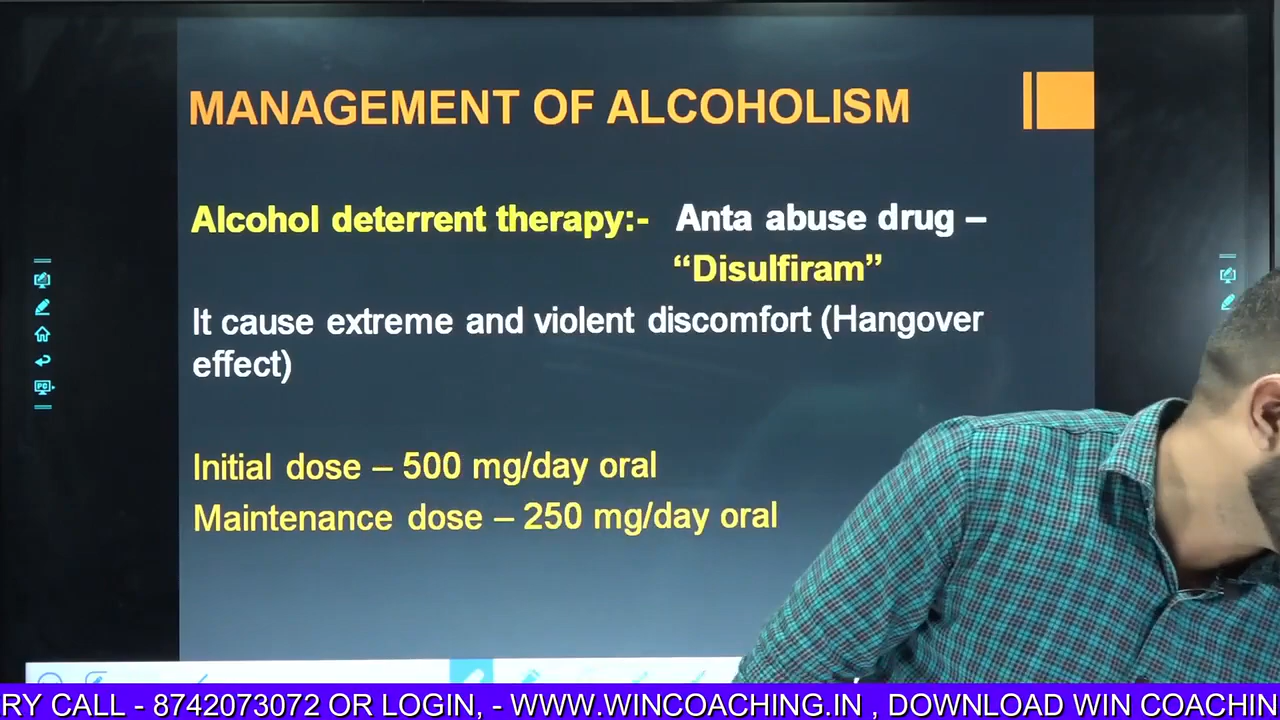 MANAGEMENT OF ALCOHOLISM
Alcohol deterrent therapy:- Anta abuse drug –
“Disulfiram”
It cause extreme and violent discomfort (Hangover
effect)
Initial dose – 500 mg/day oral
Maintenance dose – 250 mg/day oral
PC
RY CALL - 8742073072 OR LOGIN, - WWW.WINCOACHING.IN , DOWNLOAD WIN COACHIN